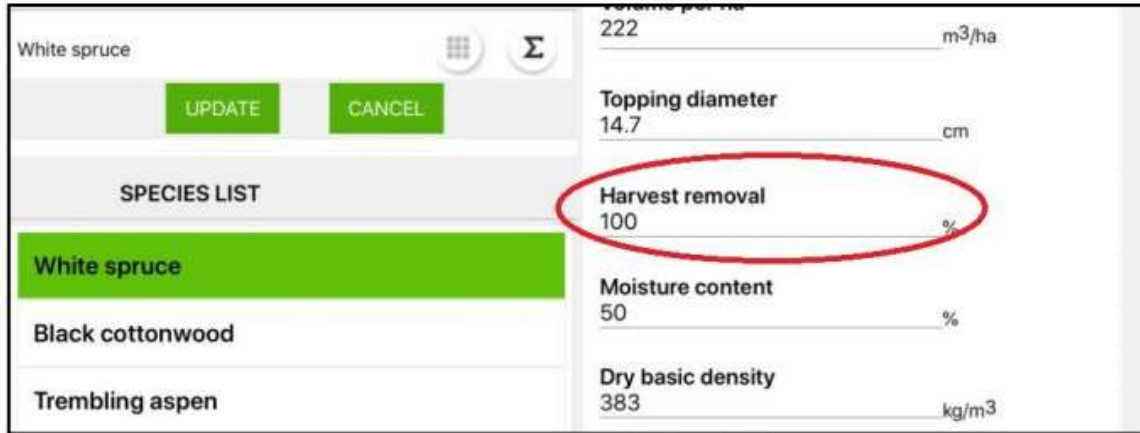 White spruce Σ
UPDATE CANCEL
SPECIES LIST
White spruce
Black cottonwood
Trembling aspen
222 m3/ha
Topping diameter
14.7 cm
Harvest removal
100 %
Moisture content
50 %
Dry basic density
383 kg/m3